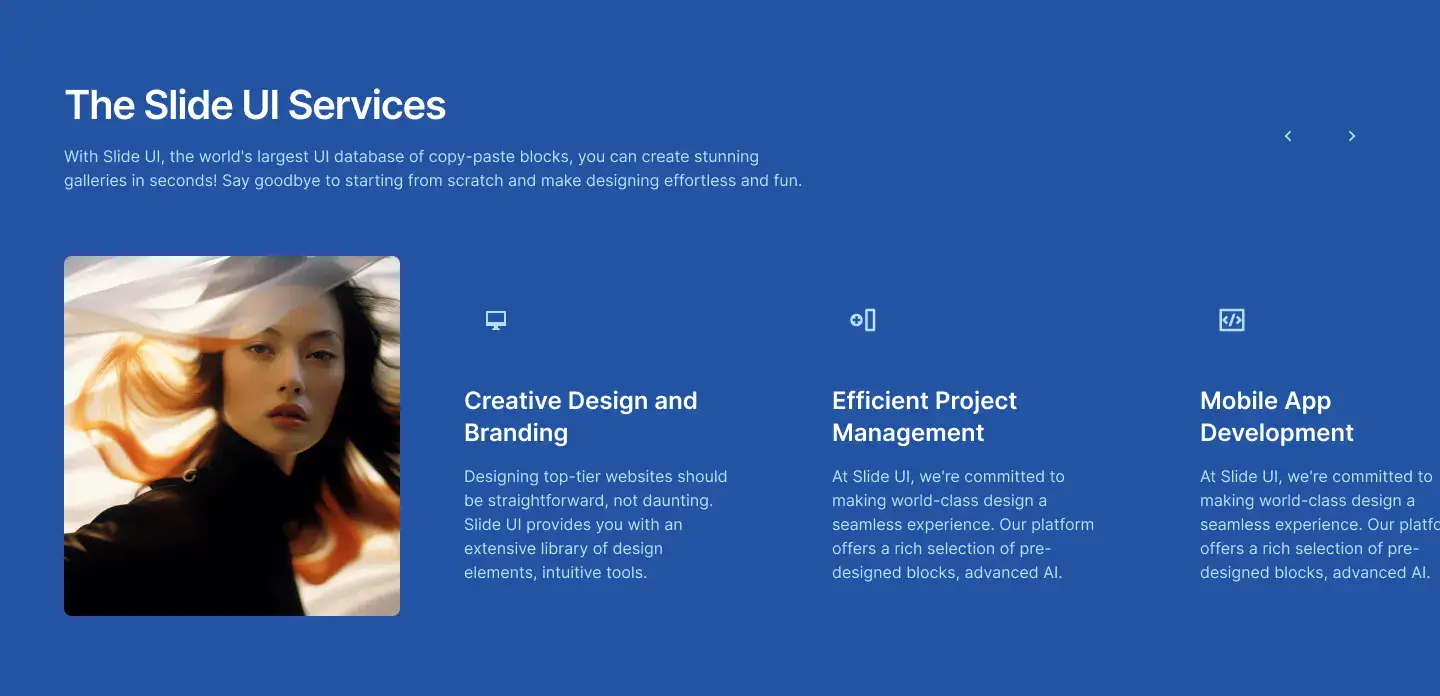 The Slide UI Services
With Slide UI, the world's largest UI database of copy-paste blocks, you can create stunning
galleries in seconds! Say goodbye to starting from scratch and make designing effortless and fun.
Creative Design and
Branding
Designing top-tier websites should
be straightforward, not daunting.
Slide UI provides you with an
extensive library of design
elements, intuitive tools.
Efficient Project
Management
At Slide UI, we're committed to
making world-class design a
seamless experience. Our platform
offers a rich selection of pre-
designed blocks, advanced AI.
Mobile App
Development
At Slide UI, we're committed to
making world-class design a
seamless experience. Our
offers a rich selection of pre-
designed blocks, advanced AI.